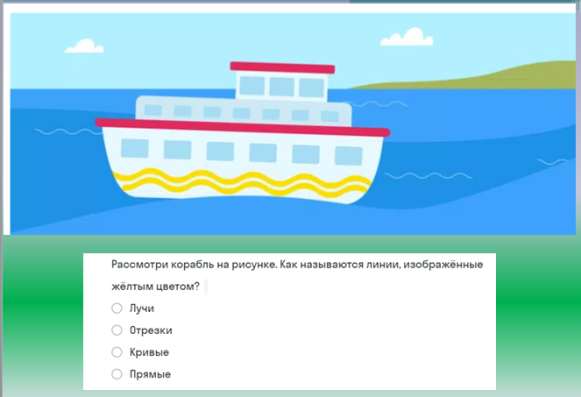 Рассмотри корабль на рисунке. Как называются линии, изображённые
жёлтым цветом?
Лучи
Отрезки
Кривые
Прямые